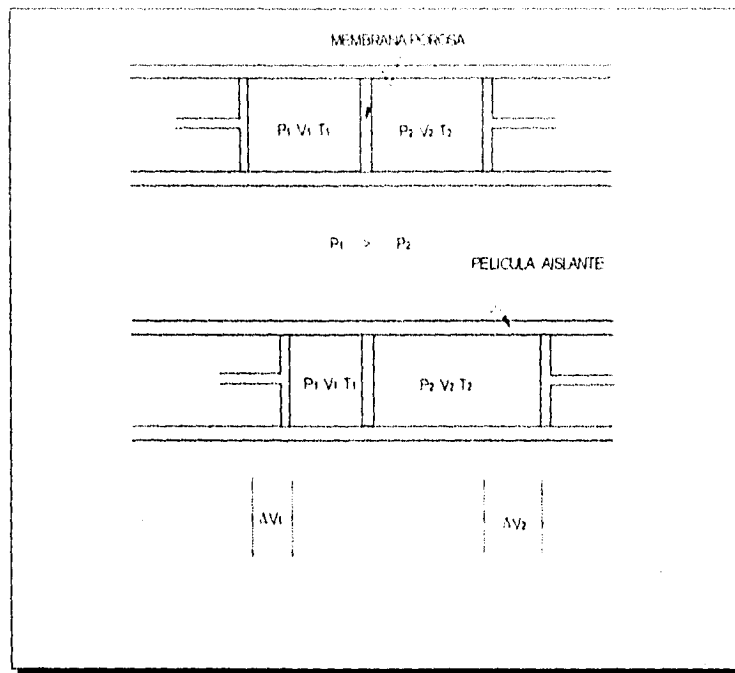 MEMBRANA POROSA
P₁ V₁ T₁ P₂ V₂ T₂
P₁ > P₂
PELICULA AISLANTE
P₁ V₁ T₁ P₂ V₂ T₂
ΔV₁ ΔV₂